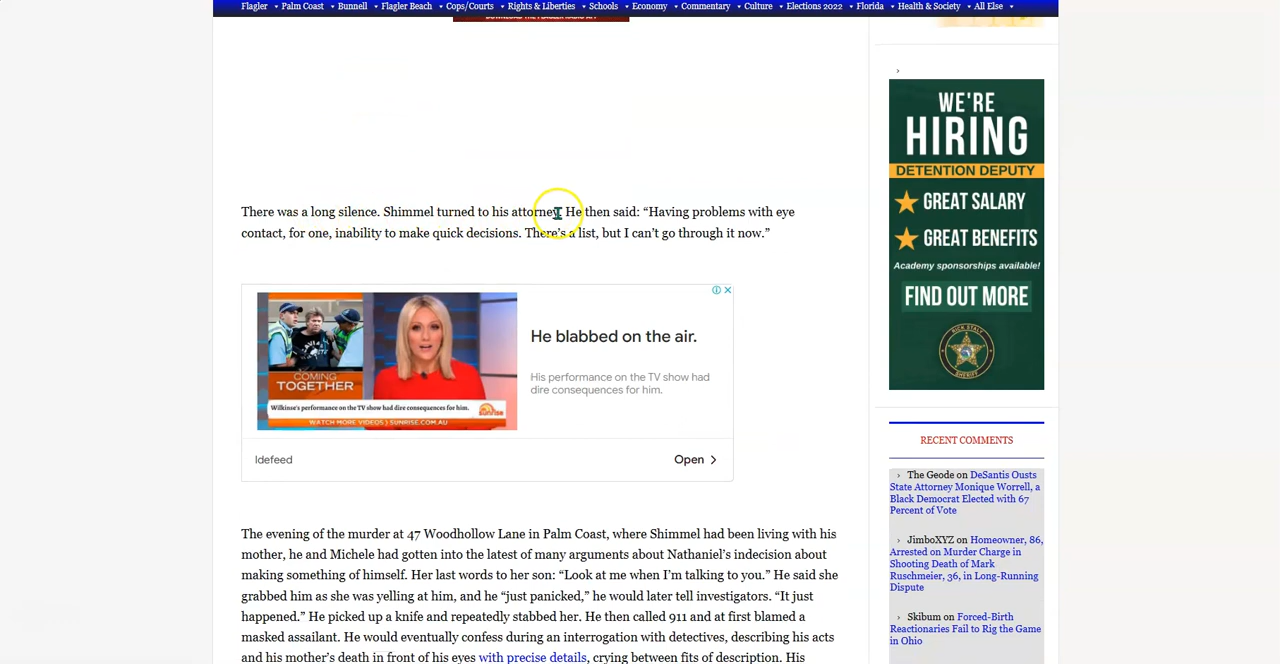 Flagler Palm Coast Bunnell Flagler Beach Cops/Courts Rights & Liberties Schools Economy Commentary Culture Elections 2022 Florida Health & Society All Else
There was a long silence. Shimmel turned to his attorney. He then said: “Having problems with eye
contact, for one, inability to make quick decisions. There’s a list, but I can’t go through it now.”
COMING
TOGETHER
Wilkinse's performance on the TV show had dire consequences for him.
sunrise
WATCH MORE VIDEOS | SUNRISE.COM.AU
He blabbed on the air.
His performance on the TV show had
dire consequences for him.
Idefeed
Open
The evening of the murder at 47 Woodhollow Lane in Palm Coast, where Shimmel had been living with his
mother, he and Michele had gotten into the latest of many arguments about Nathaniel’s indecision about
making something of himself. Her last words to her son: “Look at me when I’m talking to you.” He said she
grabbed him as she was yelling at him, and he “just panicked,” he would later tell investigators. “It just
happened.” He picked up a knife and repeatedly stabbed her. He then called 911 and at first blamed a
masked assailant. He would eventually confess during an interrogation with detectives, describing his acts
and his mother’s death in front of his eyes with precise details, crying between fits of description. His
WE'RE
HIRING
DETENTION DEPUTY
GREAT SALARY
GREAT BENEFITS
Academy sponsorships available!
FIND OUT MORE
RICK STALY
SHERIFF
RECENT COMMENTS
The Geode on DeSantis Ousts
State Attorney Monique Worrell, a
Black Democrat Elected with 67
Percent of Vote
JimboXYZ on Homeowner, 86,
Arrested on Murder Charge in
Shooting Death of Mark
Ruschmeier, 36, in Long-Running
Dispute
Skibum on Forced-Birth
Reactionaries Fail to Rig the Game
in Ohio